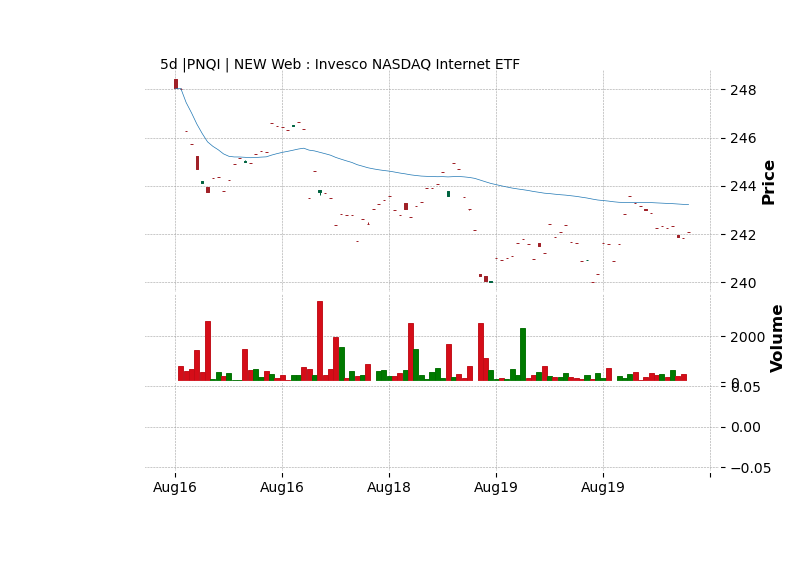 5d |PNQI | NEW Web : Invesco NASDAQ Internet ETF
248
246
244
242
240
Price
2000
0
Volume
0.05
0.00
−0.05
Aug16
Aug16
Aug18
Aug19
Aug19